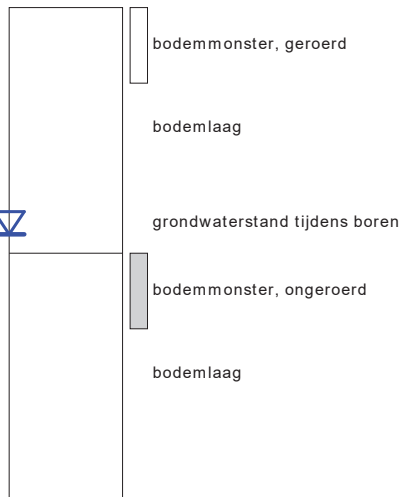 bodemmonster, geroerd
bodemlaag
grondwaterstand tijdens boren
bodemmonster, ongeroerd
bodemlaag